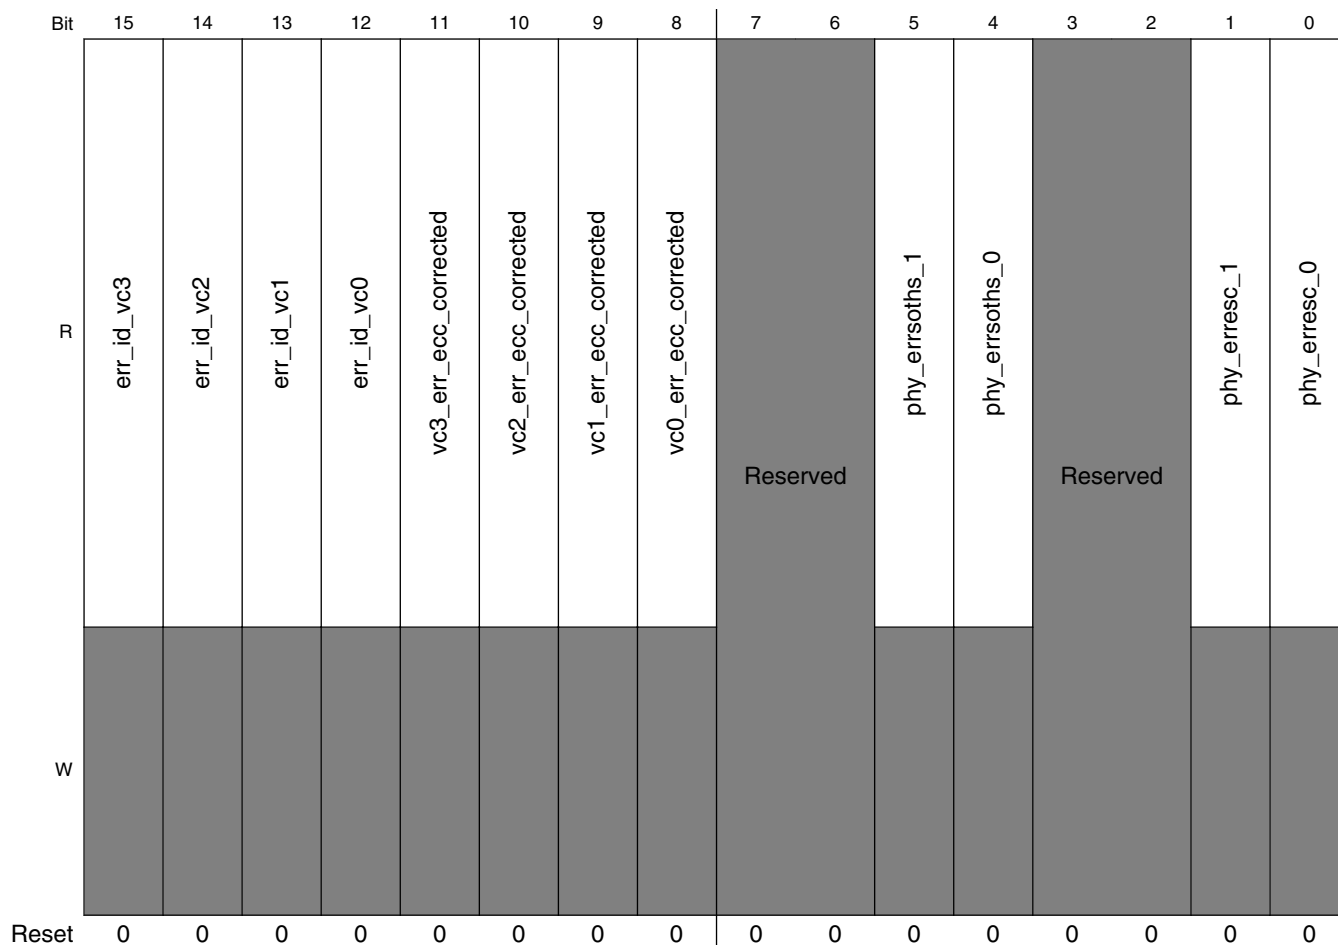 Bit 15 14 13 12 11 10 9 8 7 6 5 4 3 2 1 0
R
err_id_vc3
err_id_vc2
err_id_vc1
err_id_vc0
vc3_err_ecc_corrected
vc2_err_ecc_corrected
vc1_err_ecc_corrected
vc0_err_ecc_corrected
Reserved
phy_errsoths_1
phy_errsoths_0
Reserved
phy_erresc_1
phy_erresc_0
W
Reset 0 0 0 0 0 0 0 0 0 0 0 0 0 0 0 0